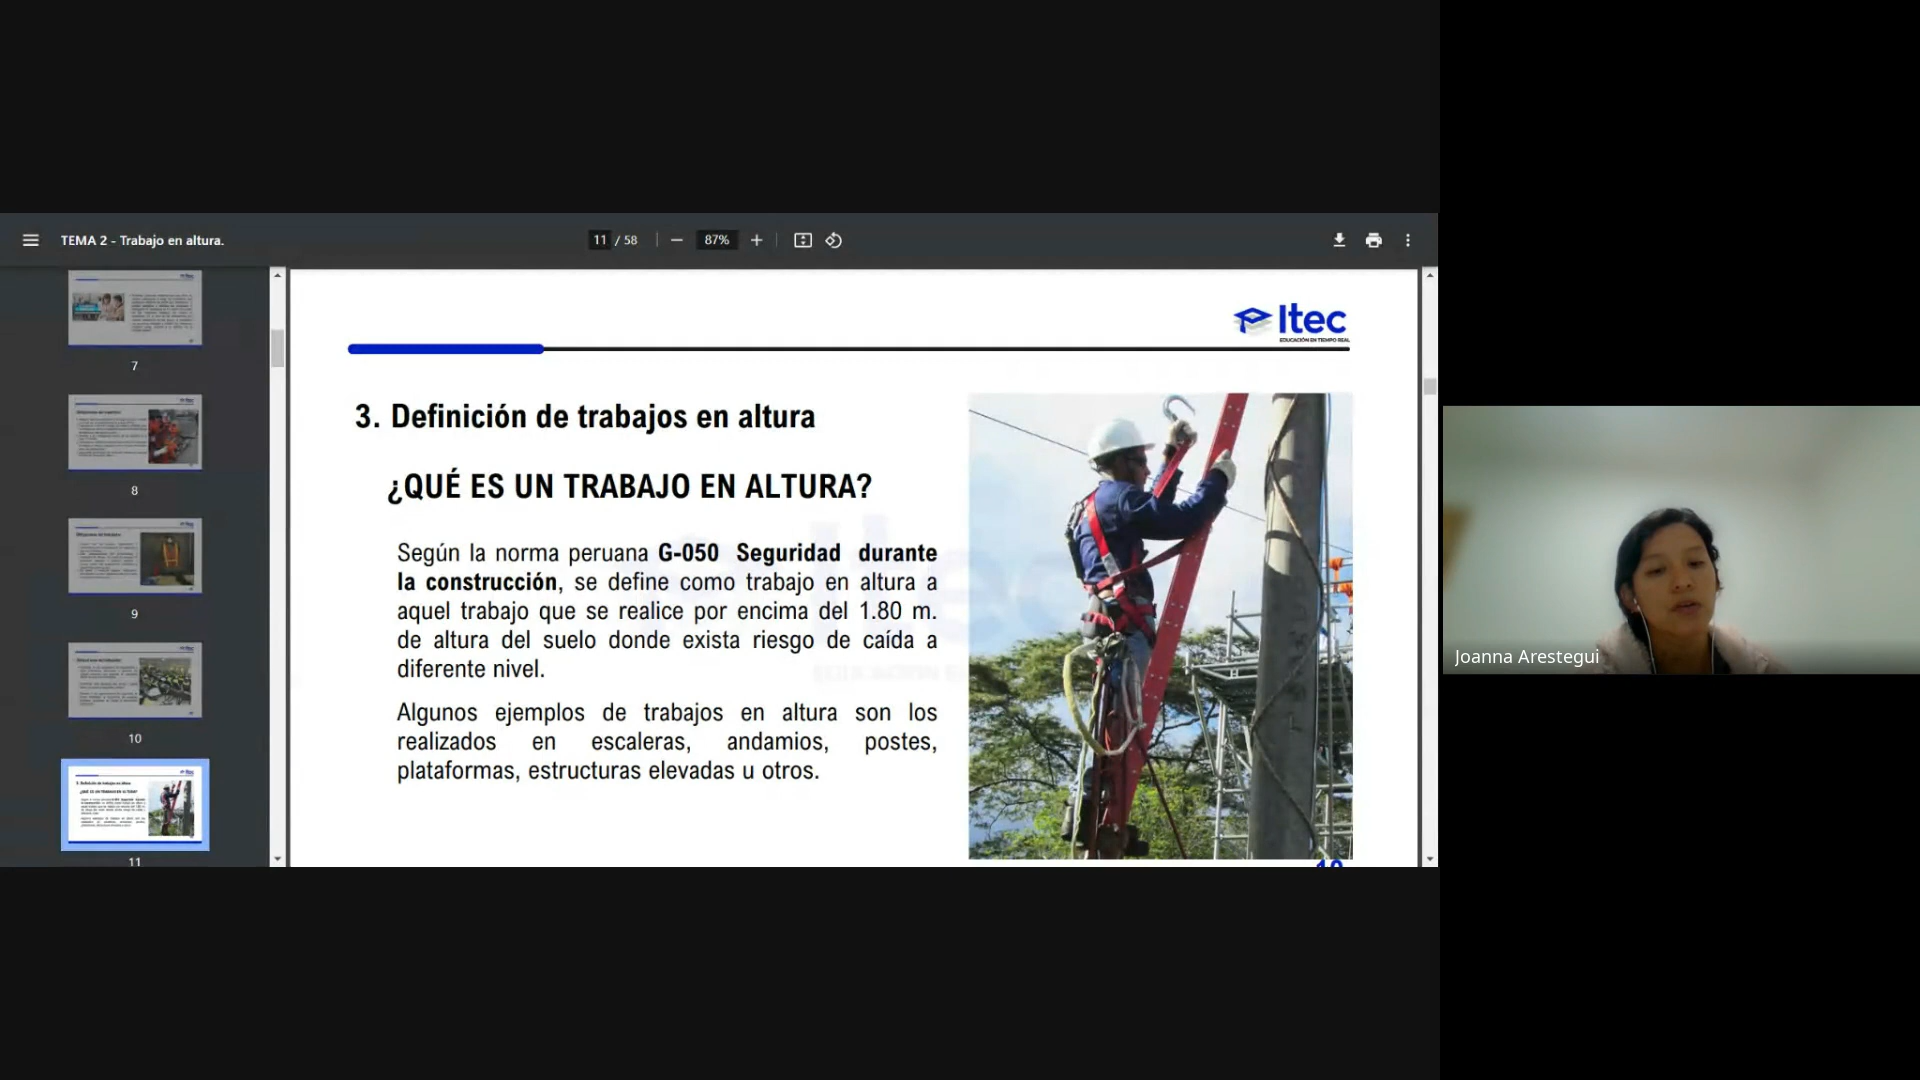 TEMA 2 - Trabajo en altura.
11 / 58
87%
7
8
9
10
11
Itec
EDUCACIÓN EN TIEMPO REAL
3. Definición de trabajos en altura
¿QUÉ ES UN TRABAJO EN ALTURA?
Según la norma peruana G-050 Seguridad durante
la construcción, se define como trabajo en altura a
aquel trabajo que se realice por encima del 1.80 m.
de altura del suelo donde exista riesgo de caída a
diferente nivel.
Algunos ejemplos de trabajos en altura son los
realizados en escaleras, andamios, postes,
plataformas, estructuras elevadas u otros.
Joanna Arestegui